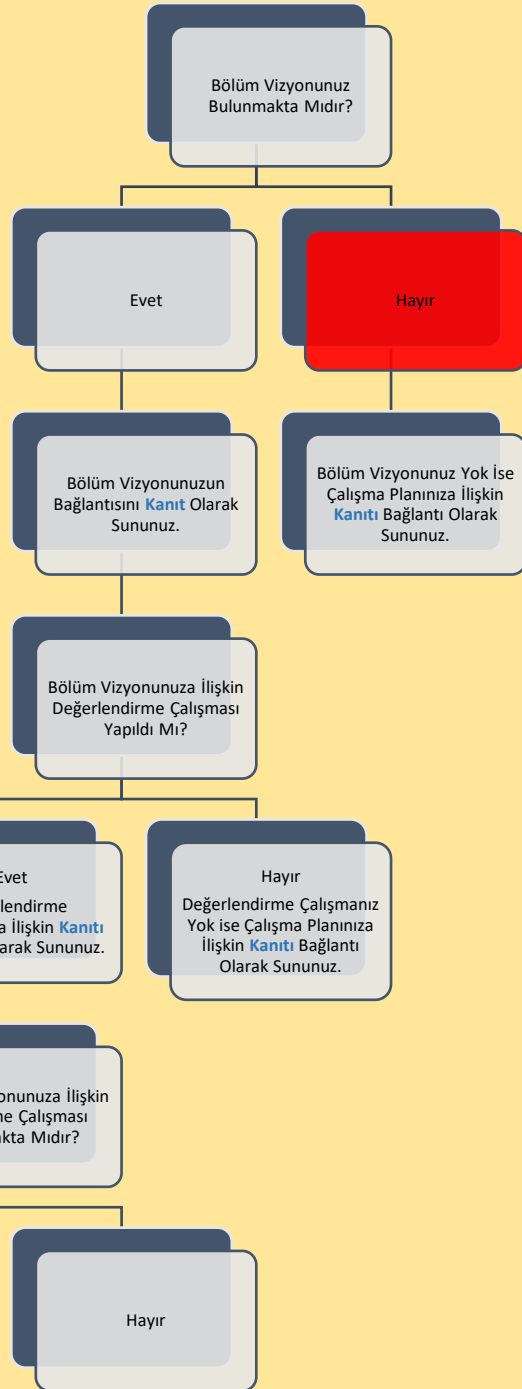 Bölüm Vizyonunuz
Bulunmakta Mıdır?
Evet
Hayır
Bölüm Vizyonunuzun
Bağlantısını Kanıt Olarak
Sununuz.
Bölüm Vizyonunuz Yok İse
Çalışma Planınıza İlişkin
Kanıtı Bağlantı Olarak
Sununuz.
Bölüm Vizyonunuza İlişkin
Değerlendirme Çalışması
Yapıldı Mı?
Evet
lendirme
a İlişkin Kanıtı
arak Sununuz.
Hayır
Değerlendirme Çalışmanız
Yok ise Çalışma Planınıza
İlişkin Kanıtı Bağlantı
Olarak Sununuz.
onunuza İlişkin
ne Çalışması
akta Mıdır?
Hayır